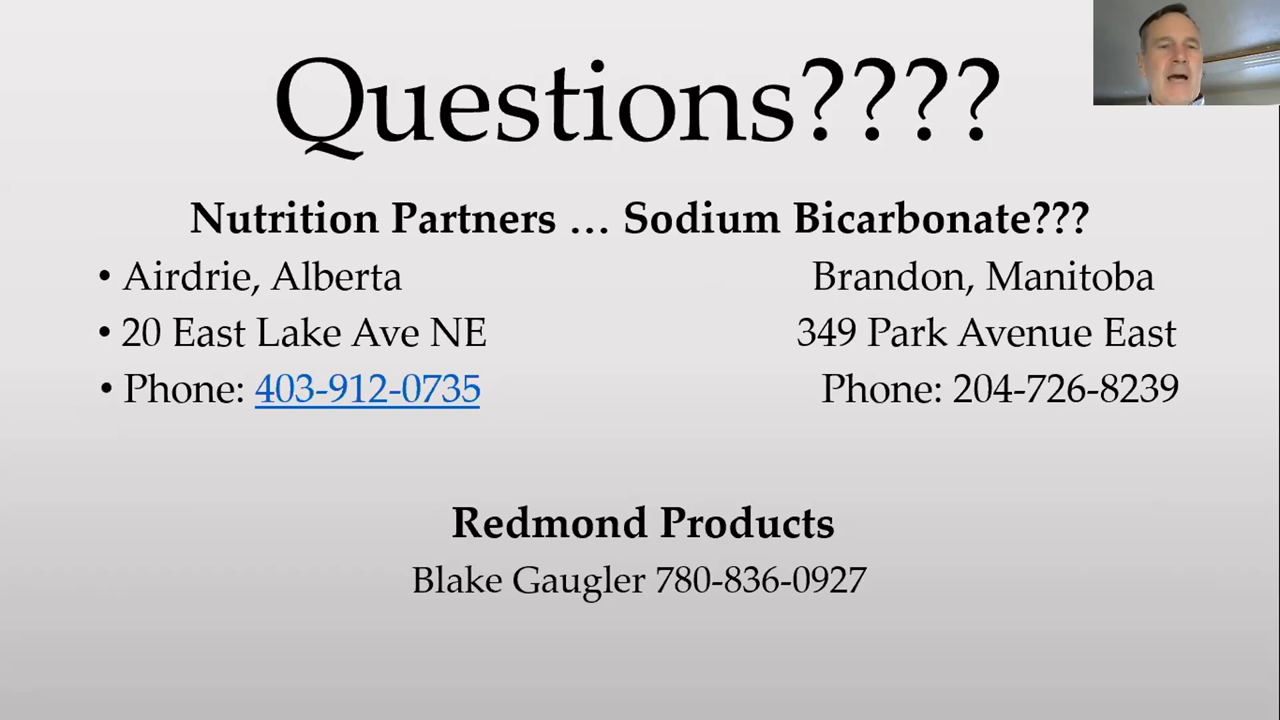 Questions????
Nutrition Partners … Sodium Bicarbonate???
• Airdrie, Alberta Brandon, Manitoba
• 20 East Lake Ave NE 349 Park Avenue East
• Phone: 403-912-0735 Phone: 204-726-8239
Redmond Products
Blake Gaugler 780-836-0927